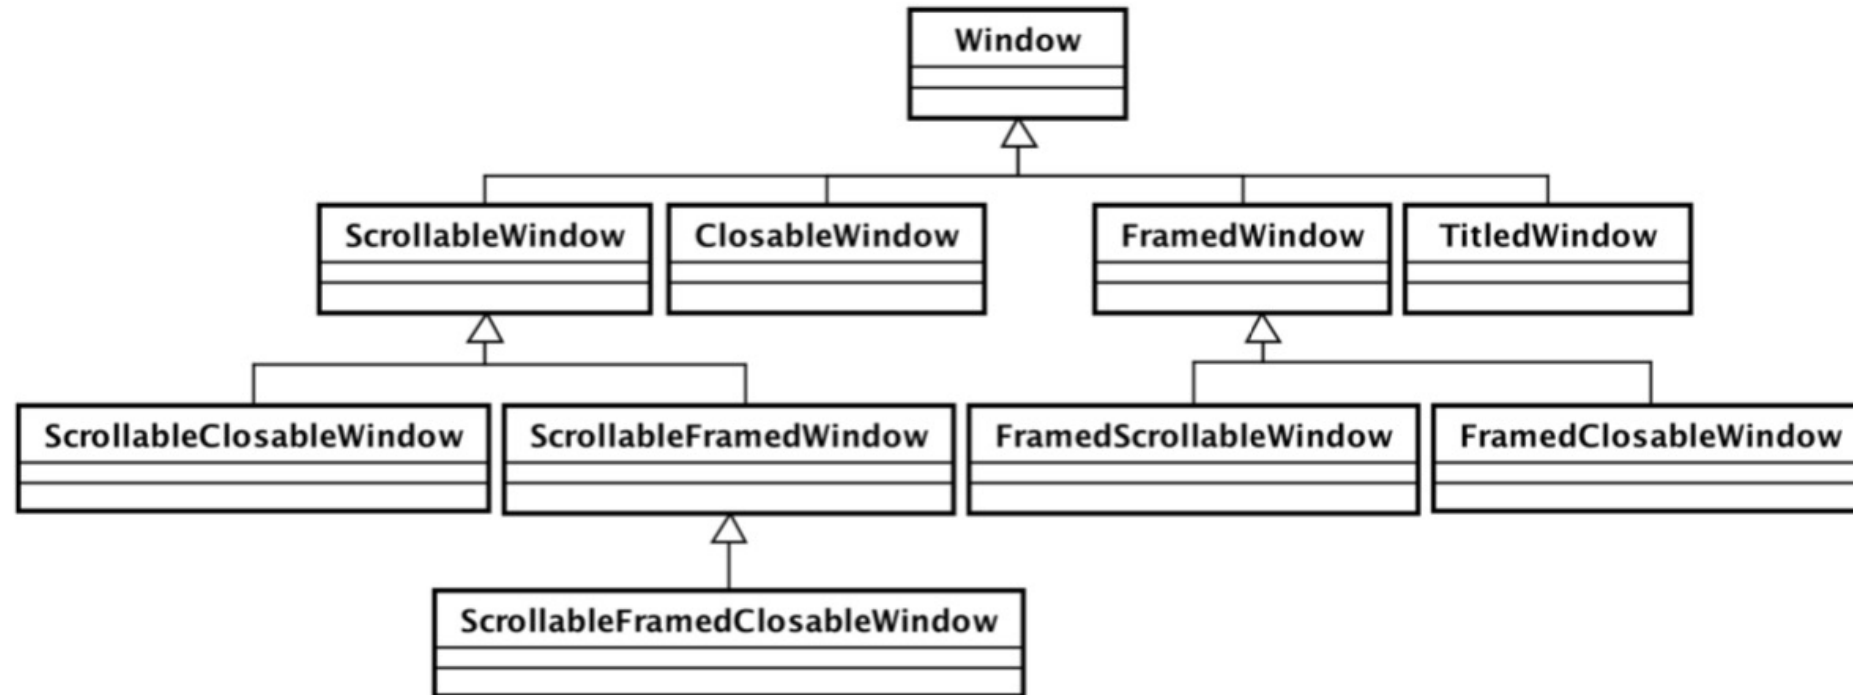 Window
ScrollableWindow
ClosableWindow
FramedWindow
TitledWindow
ScrollableClosableWindow
ScrollableFramedWindow
FramedScrollableWindow
FramedClosableWindow
ScrollableFramedClosableWindow